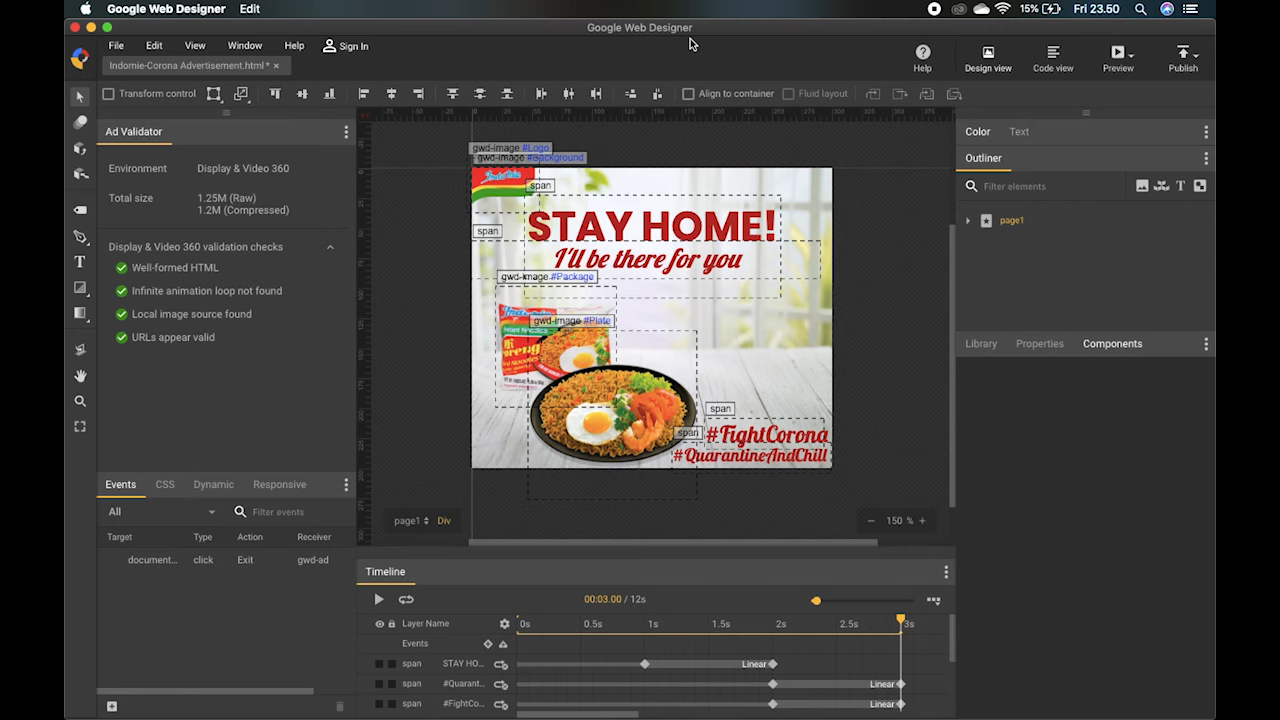 Google Web Designer Edit 15% Fri 23.50
Google Web Designer
File Edit View Window Help Sign In
Help Design view Code view Preview Publish
Indomie-Corona Advertisement.html* ×
Transform control Align to container Fluid layout
Ad Validator
Environment Display & Video 360
Total size 1.25M (Raw)
1.2M (Compressed)
Display & Video 360 validation checks
Well-formed HTML
Infinite animation loop not found
Local image source found
URLs appear valid
Events CSS Dynamic Responsive
All Filter events
Target Type Action Receiver
document... click Exit gwd-ad
gwd-image #Logo
gwd-image #Background
Indomie
span
STAY HOME!
span
I'll be there for you
gwd-image #Package
gwd-image #Plate
span
#FightCorona
span
#QuarantineAndChill
page1 Div
− 150 % +
Color Text
Outliner
Filter elements
page1
Library Properties Components
Timeline
00:03.00 / 12s
Layer Name 0s 0.5s 1s 1.5s 2s 2.5s 3s
Events
span STAY HO... Linear
span #Quarant... Linear
span #FightCo... Linear